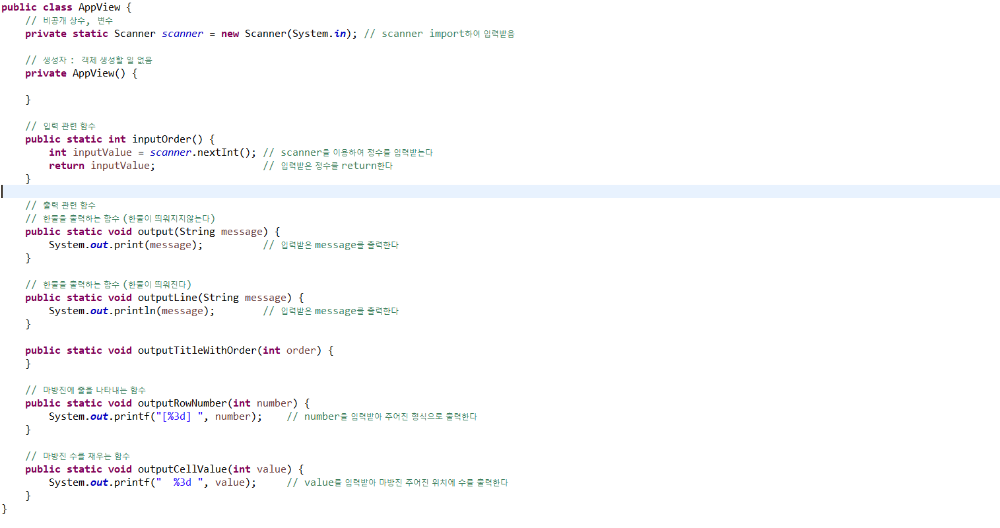 public class AppView {
// 비공개 상수, 변수
private static Scanner scanner = new Scanner(System.in); // scanner import하여 입력받음
// 생성자 : 객체 생성할 일 없음
private AppView() {
}
// 입력 관련 함수
public static int inputOrder() {
int inputValue = scanner.nextInt(); // scanner을 이용하여 정수를 입력받는다
return inputValue; // 입력받은 정수를 return한다
}
// 출력 관련 함수
// 한줄을 출력하는 함수 (한줄이 띄워지지않는다)
public static void output(String message) {
System.out.print(message); // 입력받은 message를 출력한다
}
// 한줄을 출력하는 함수 (한줄이 띄워진다)
public static void outputLine(String message) {
System.out.println(message); // 입력받은 message를 출력한다
}
public static void outputTitleWithOrder(int order) {
}
// 마방진에 줄을 나타내는 함수
public static void outputRowNumber(int number) {
System.out.printf("[%3d] ", number); // number을 입력받아 주어진 형식으로 출력한다
}
// 마방진 수를 채우는 함수
public static void outputCellValue(int value) {
System.out.printf("  %3d ", value); // value를 입력받아 마방진 주어진 위치에 수를 출력한다
}
}